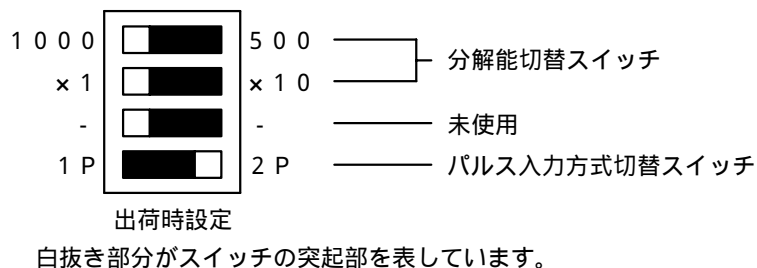 1000 500
分解能切替スイッチ
×1 ×10
- - 未使用
1P 2P パルス入力方式切替スイッチ
出荷時設定
白抜き部分がスイッチの突起部を表しています。